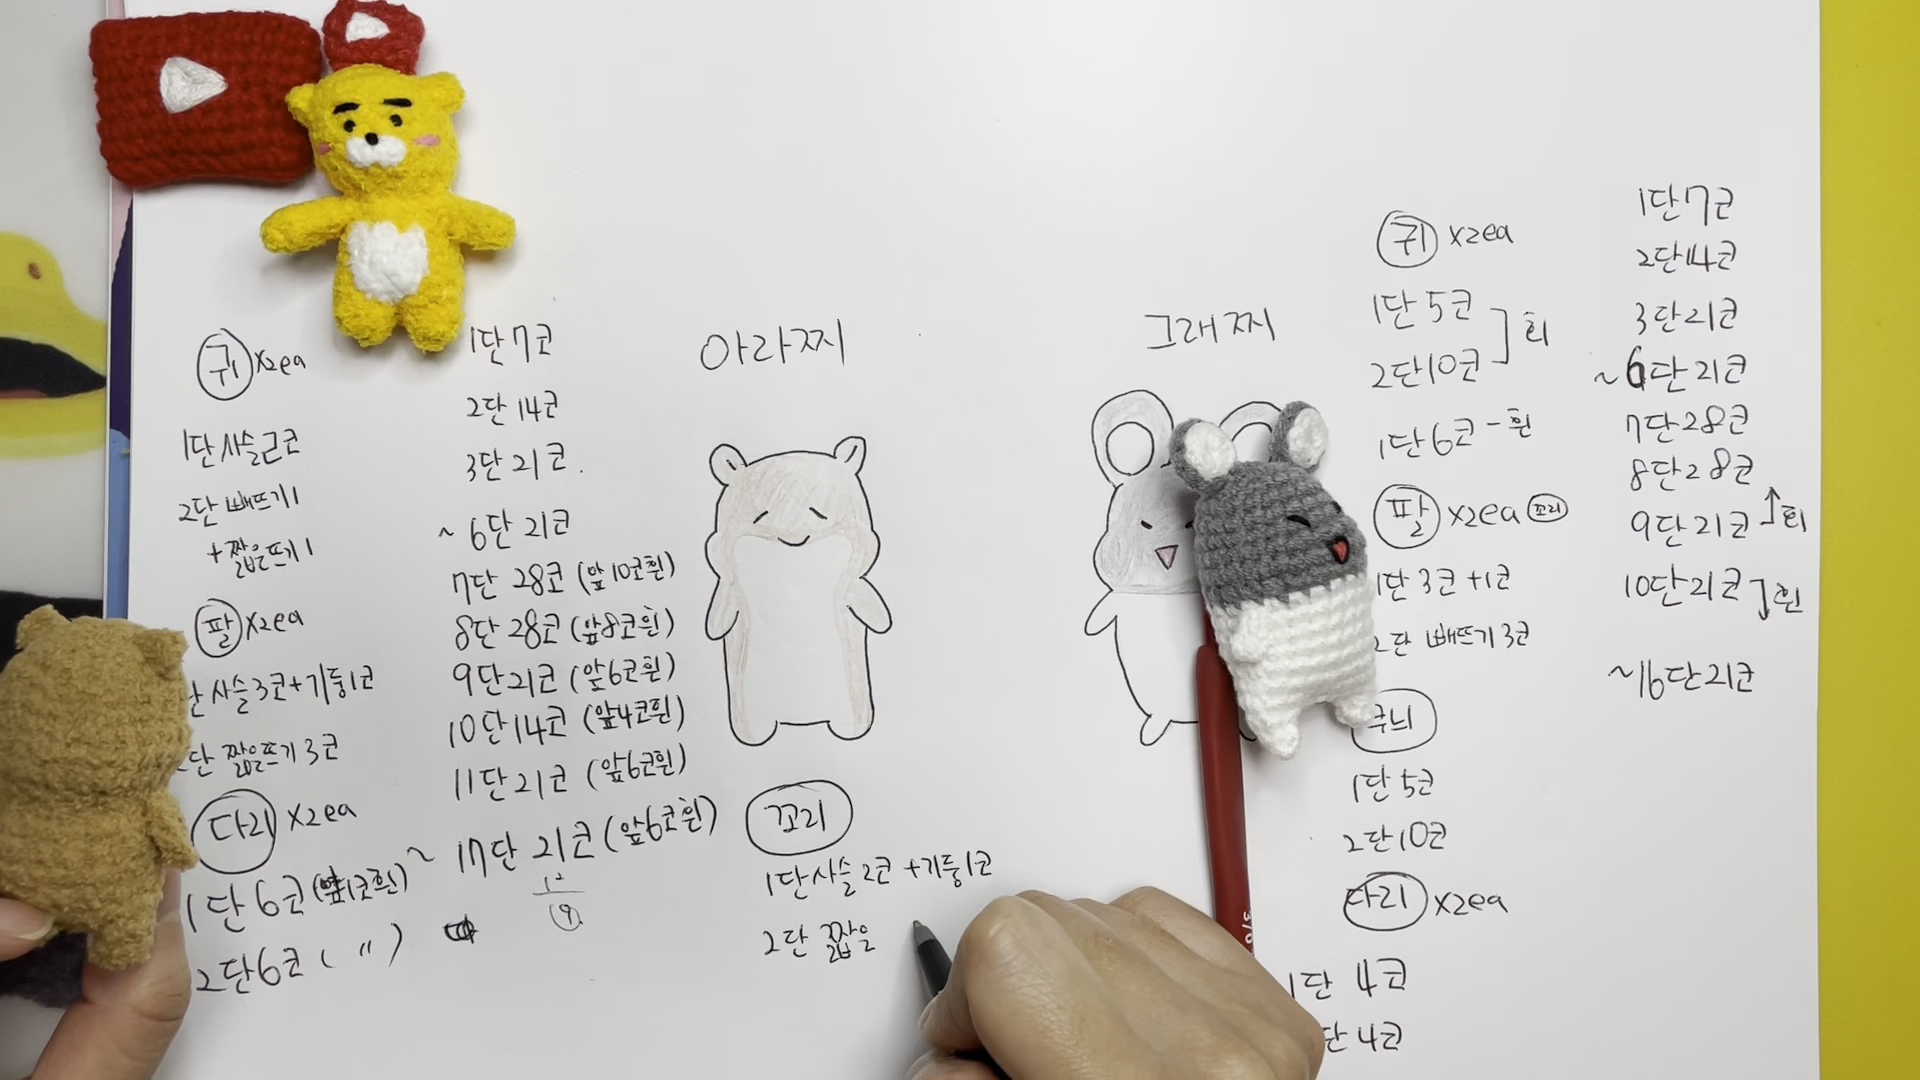 귀 x2ea
1단 사슬2코
2단 빼뜨기1
+짧은뜨기1
팔 x2ea
단 사슬3코+기둥1코
단 짧은뜨기 3코
다리 x2ea
1단 6코(앞1코흰)
2단6코 ( 〃 )
1단 7코
2단 14코
3단 21코.
~ 6단 21코
7단 28코 (앞10코흰)
8단 28코 (앞8코흰)
9단21코 (앞6코흰)
10단14코 (앞4코흰)
11단21코 (앞6코흰)
~ 17단 21코 (앞6코흰)
아라찌
꼬리
1단사슬2코 +기둥1코
2단 짧은
그래찌
귀 x2ea
1단 5코
2단10코
회
1단6코 - 흰
팔 x2ea 꼬리
1단 3코 +1코
2단 빼뜨기 3코
1단 5코
2단10코
다리 x2ea
1단 4코
단 4코
1단7코
2단14코
3단21코
~6단 21코
7단28코
8단28코
9단21코 ↑회
10단21코 ↓흰
~16단21코